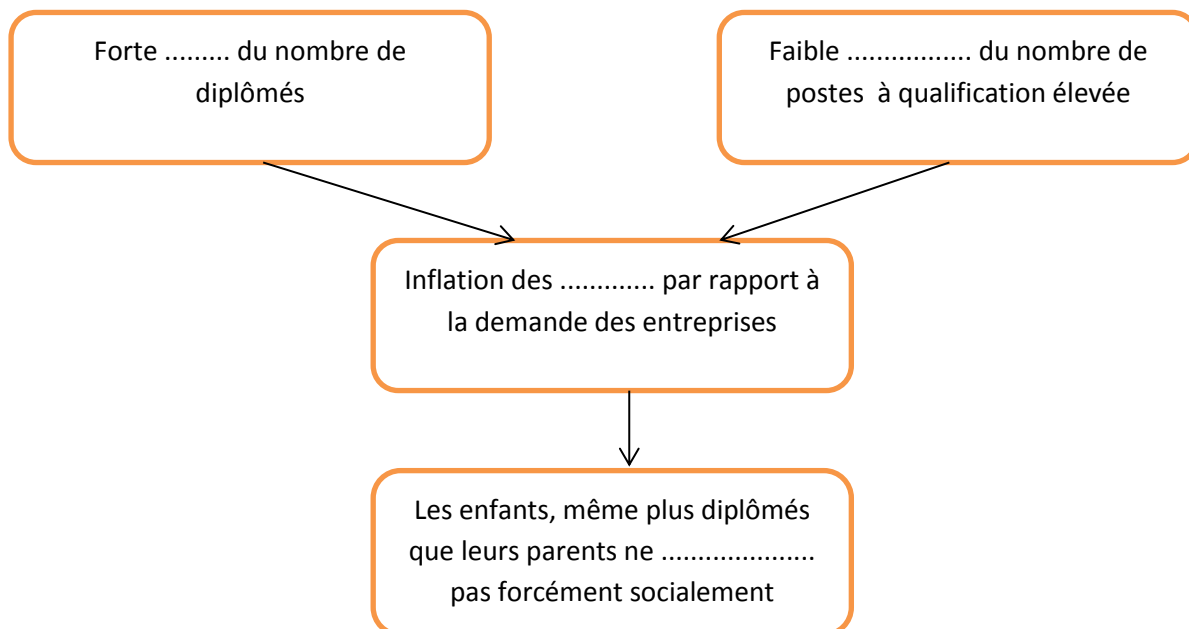 Forte ......... du nombre de
diplômés
Faible ................. du nombre de
postes à qualification élevée
Inflation des ............. par rapport à
la demande des entreprises
Les enfants, même plus diplômés
que leurs parents ne .....................
pas forcément socialement